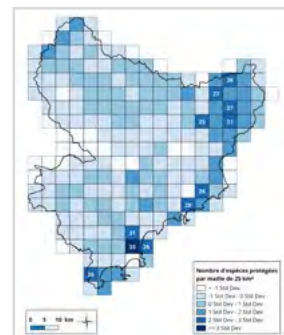 36
27
27
25
31
26
28
31
33
26
Nombre d'espèces protégées
par maille de 25 km²
< -1 Std Dev
-1 Std Dev - 0 Std Dev
0 Std Dev - 1 Std Dev
1 Std Dev - 2 Std Dev
2 Std Dev - 3 Std Dev
>= 3 Std Dev
0 5 10 km